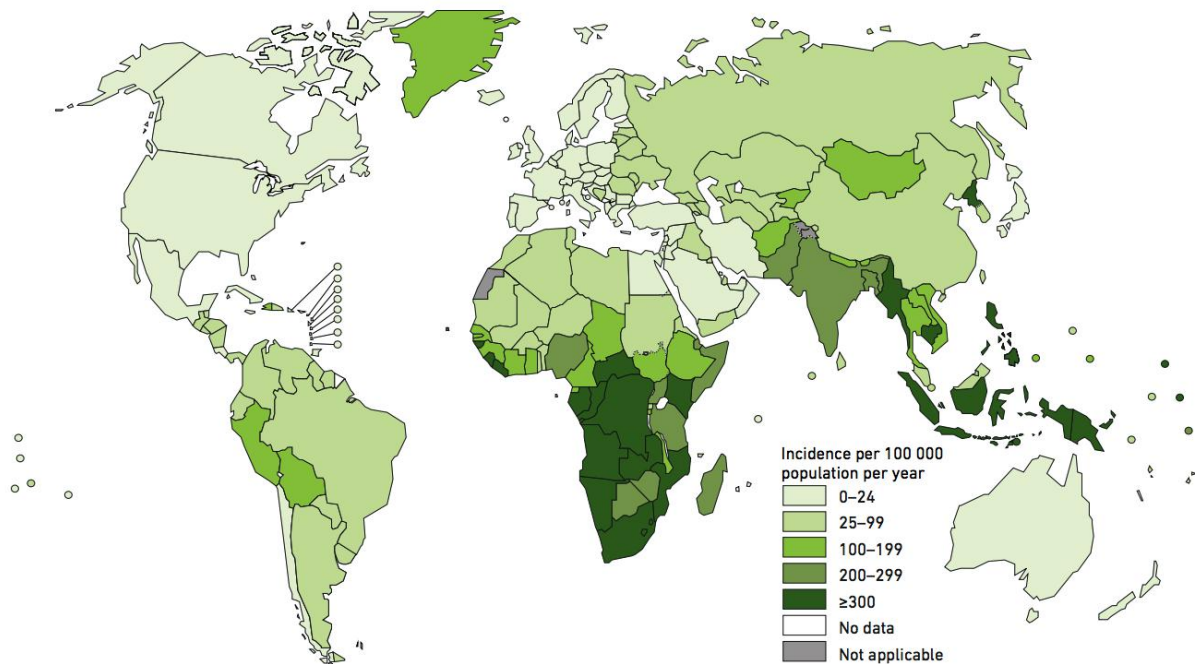 Incidence per 100 000
population per year
0–24
25–99
100–199
200–299
≥300
No data
Not applicable